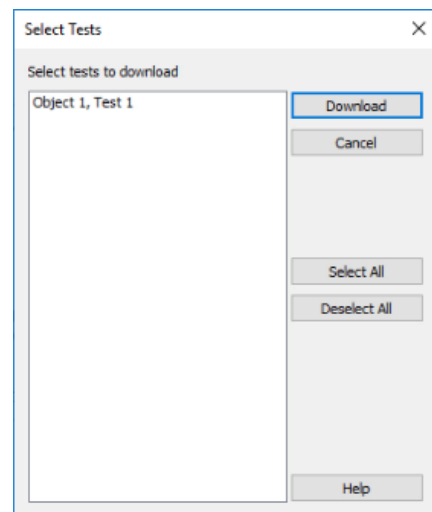 Select Tests
Select tests to download
Object 1, Test 1
Download
Cancel
Select All
Deselect All
Help